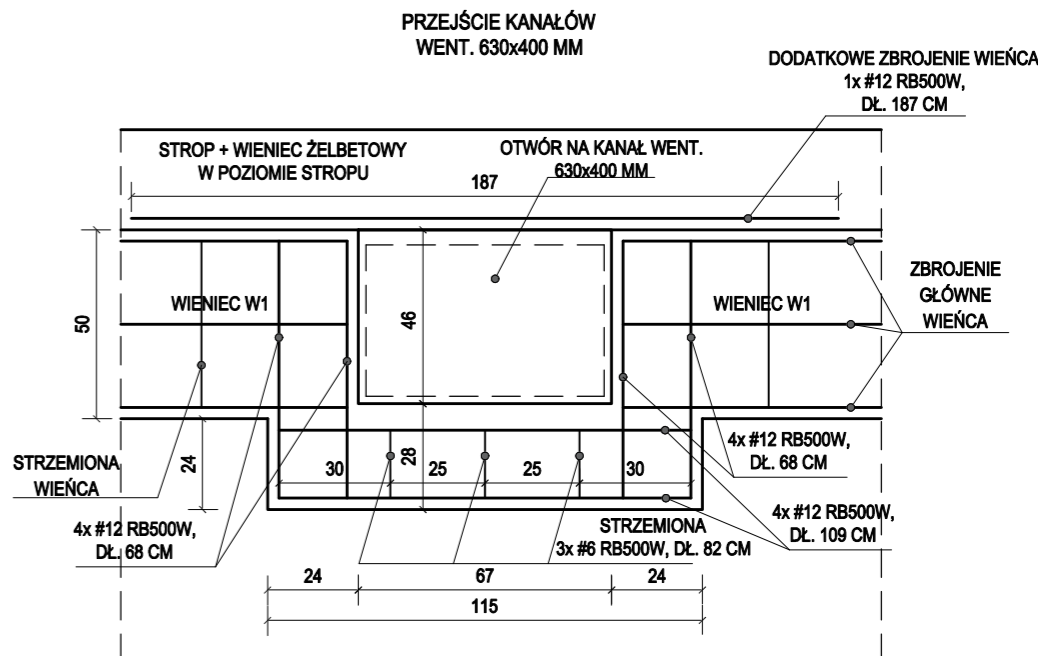 PRZEJŚCIE KANAŁÓW
WENT. 630x400 MM
DODATKOWE ZBROJENIE WIEŃCA
1x #12 RB500W,
DŁ. 187 CM
STROP + WIENIEC ŻELBETOWY
W POZIOMIE STROPU
OTWÓR NA KANAŁ WENT.
630x400 MM
187
ZBROJENIE
GŁÓWNE
WIEŃCA
WIENIEC W1
WIENIEC W1
50
46
24
28
STRZEMIONA
WIEŃCA
30
25
25
30
4x #12 RB500W,
DŁ. 68 CM
4x #12 RB500W,
DŁ. 68 CM
4x #12 RB500W,
DŁ. 109 CM
STRZEMIONA
3x #6 RB500W, DŁ. 82 CM
24
67
24
115